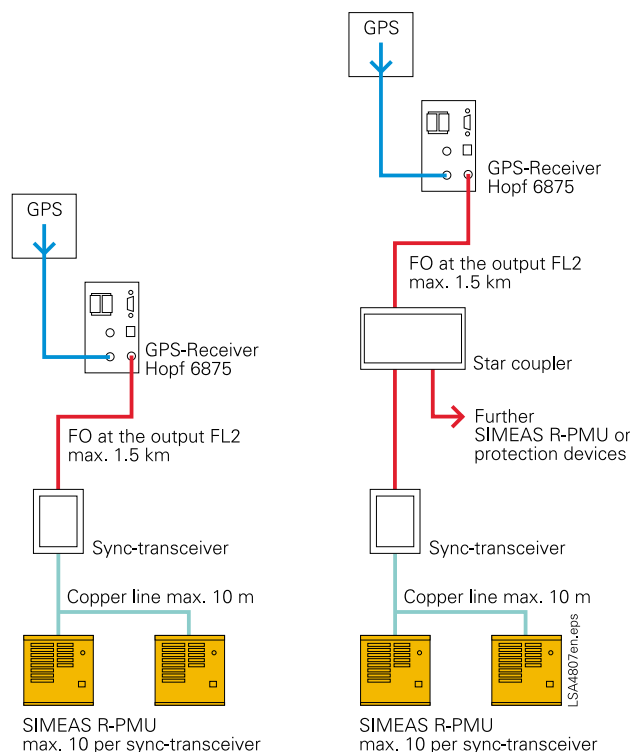 GPS
GPS-Receiver
Hopf 6875
FO at the output FL2
max. 1.5 km
Sync-transceiver
Copper line max. 10 m
SIMEAS R-PMU
max. 10 per sync-transceiver
GPS
GPS-Receiver
Hopf 6875
FO at the output FL2
max. 1.5 km
Star coupler
Further
SIMEAS R-PMU or
protection devices
Sync-transceiver
Copper line max. 10 m
LSA4807en.eps
SIMEAS R-PMU
max. 10 per sync-transceiver